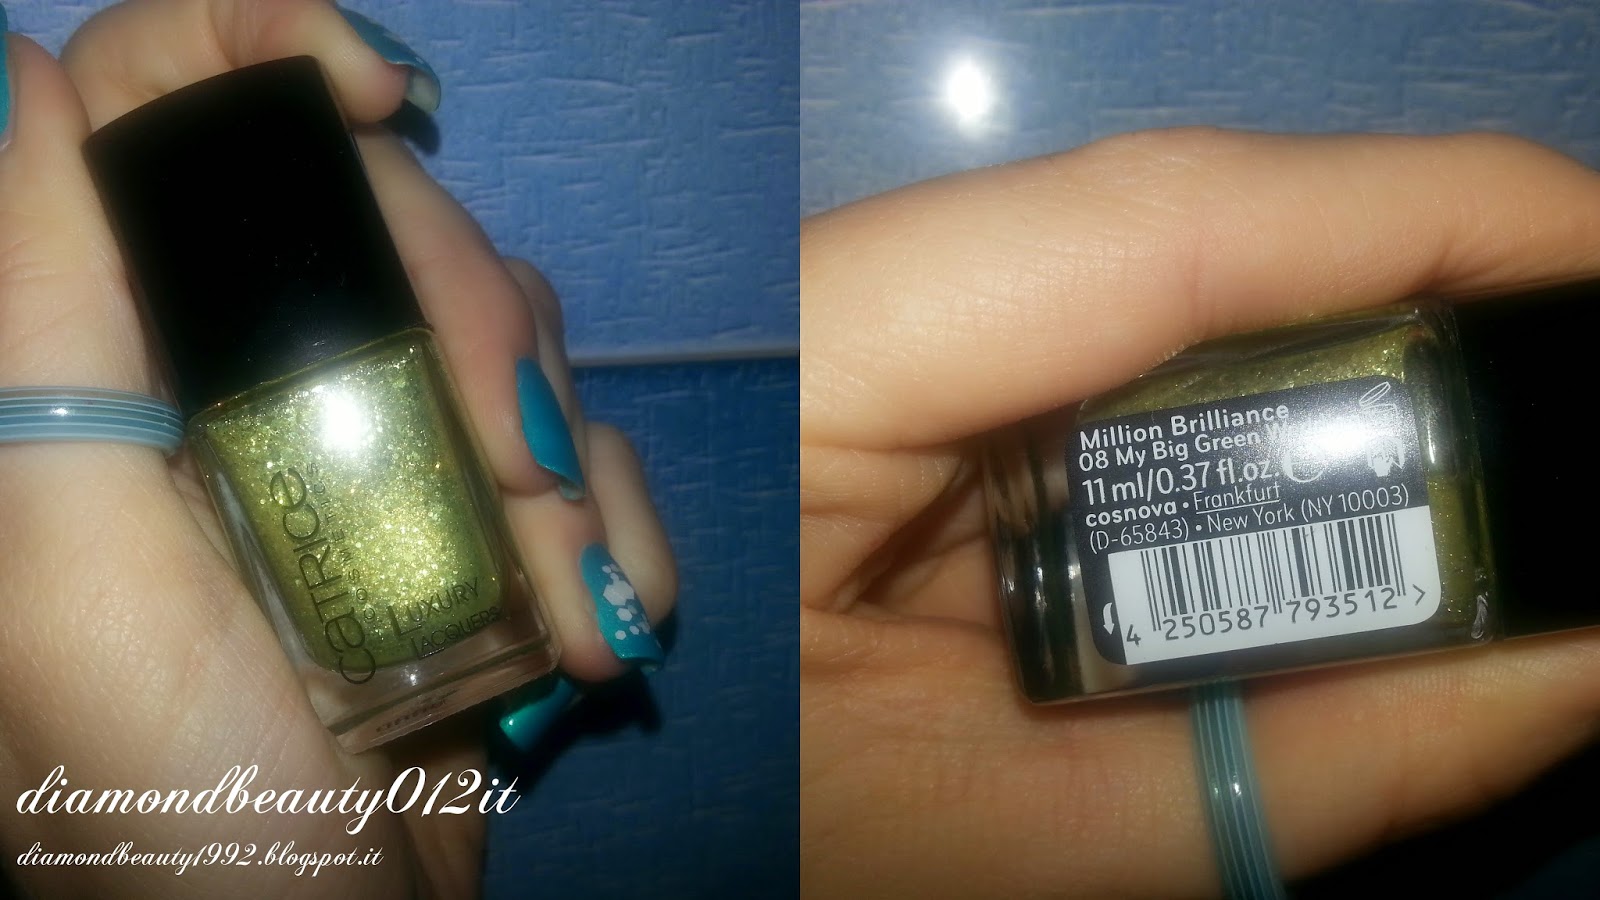 catrice
COSMETICS
LUXURY
LACQUERS
diamondbeauty012it
diamondbeauty1992.blogspot.it
Million Brilliance
08 My Big Green
11 ml/0.37 fl.oz.
cosnova • Frankfurt
(D-65843) • New York (NY 10003)
4 250587 793512 >